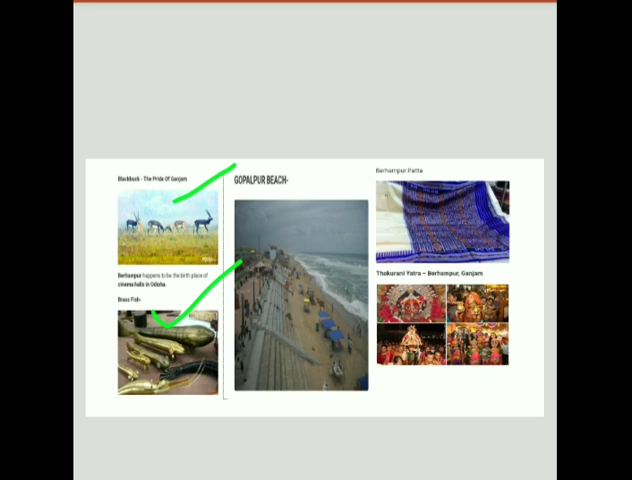 Blackbuck - The Pride Of Ganjam
Berhampur happens to be the birth place of
cinema halls in Odisha.
Brass Fish-
GOPALPUR BEACH-
Berhampur Patta
Thakurani Yatra – Berhampur, Ganjam